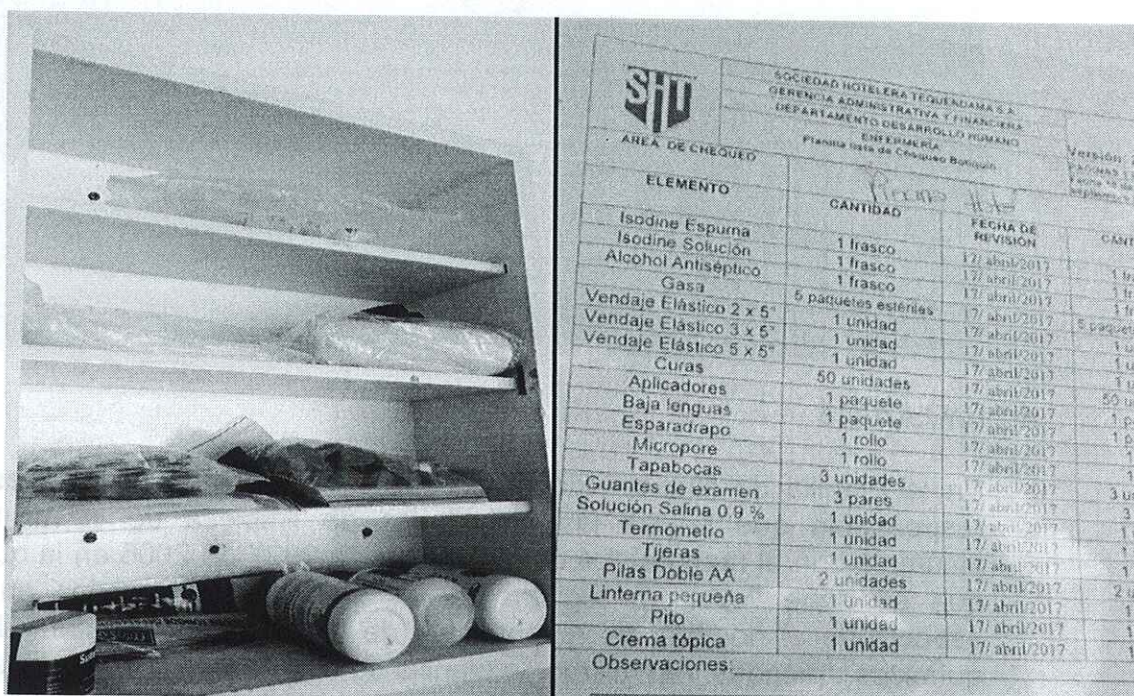 SHT
SOCIEDAD HOTELERA TEQUENDAMA S.A.
GERENCIA ADMINISTRATIVA Y FINANCIERA
DEPARTAMENTO DESARROLLO HUMANO
ENFERMERÍA
Planilla lista de Chequeo Botiquín
Versión: 2
AREA DE CHEQUEO
ELEMENTO CANTIDAD FECHA DE REVISIÓN
Isodine Espuma 1 frasco 17/ abril/2017
Isodine Solución 1 frasco 17/ abril/2017
Alcohol Antiséptico 1 frasco 17/ abril/2017
Gasa 5 paquetes estériles 17/ abril/2017
Vendaje Elástico 2 x 5" 1 unidad 17/ abril/2017
Vendaje Elástico 3 x 5" 1 unidad 17/ abril/2017
Vendaje Elástico 5 x 5" 1 unidad 17/ abril/2017
Curas 50 unidades 17/ abril/2017
Aplicadores 1 paquete 17/ abril/2017
Baja lenguas 1 paquete 17/ abril/2017
Esparadrapo 1 rollo 17/ abril/2017
Micropore 1 rollo 17/ abril/2017
Tapabocas 3 unidades 17/ abril/2017
Guantes de examen 3 pares 17/ abril/2017
Solución Salina 0.9 % 1 unidad 17/ abril/2017
Termómetro 1 unidad 17/ abril/2017
Tijeras 1 unidad 17/ abril/2017
Pilas Doble AA 2 unidades 17/ abril/2017
Linterna pequeña 1 unidad 17/ abril/2017
Pito 1 unidad 17/ abril/2017
Crema tópica 1 unidad 17/ abril/2017
Observaciones: